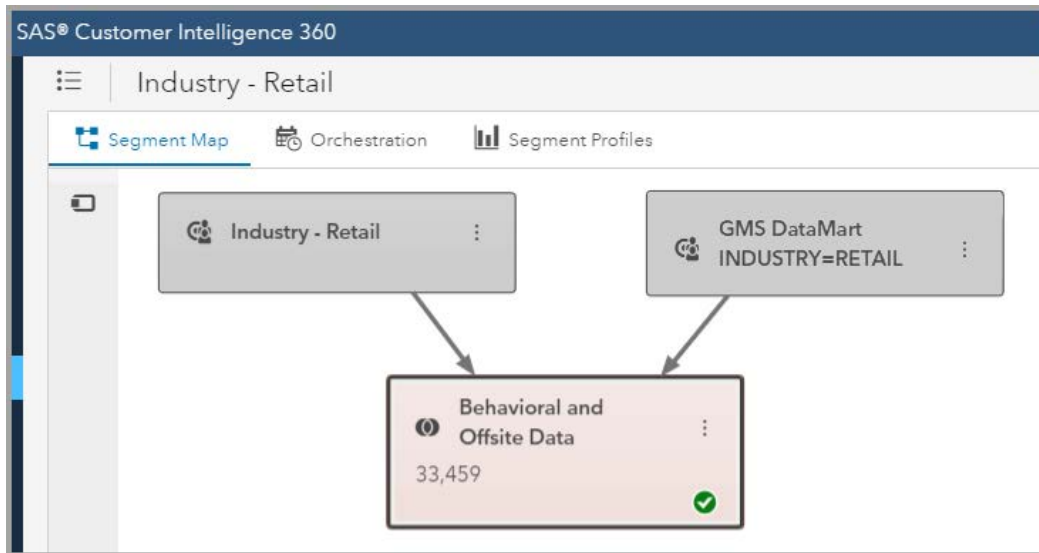 SAS® Customer Intelligence 360
Industry - Retail
Segment Map
Orchestration
Segment Profiles
Industry - Retail
GMS DataMart
INDUSTRY=RETAIL
Behavioral and
Offsite Data
33,459